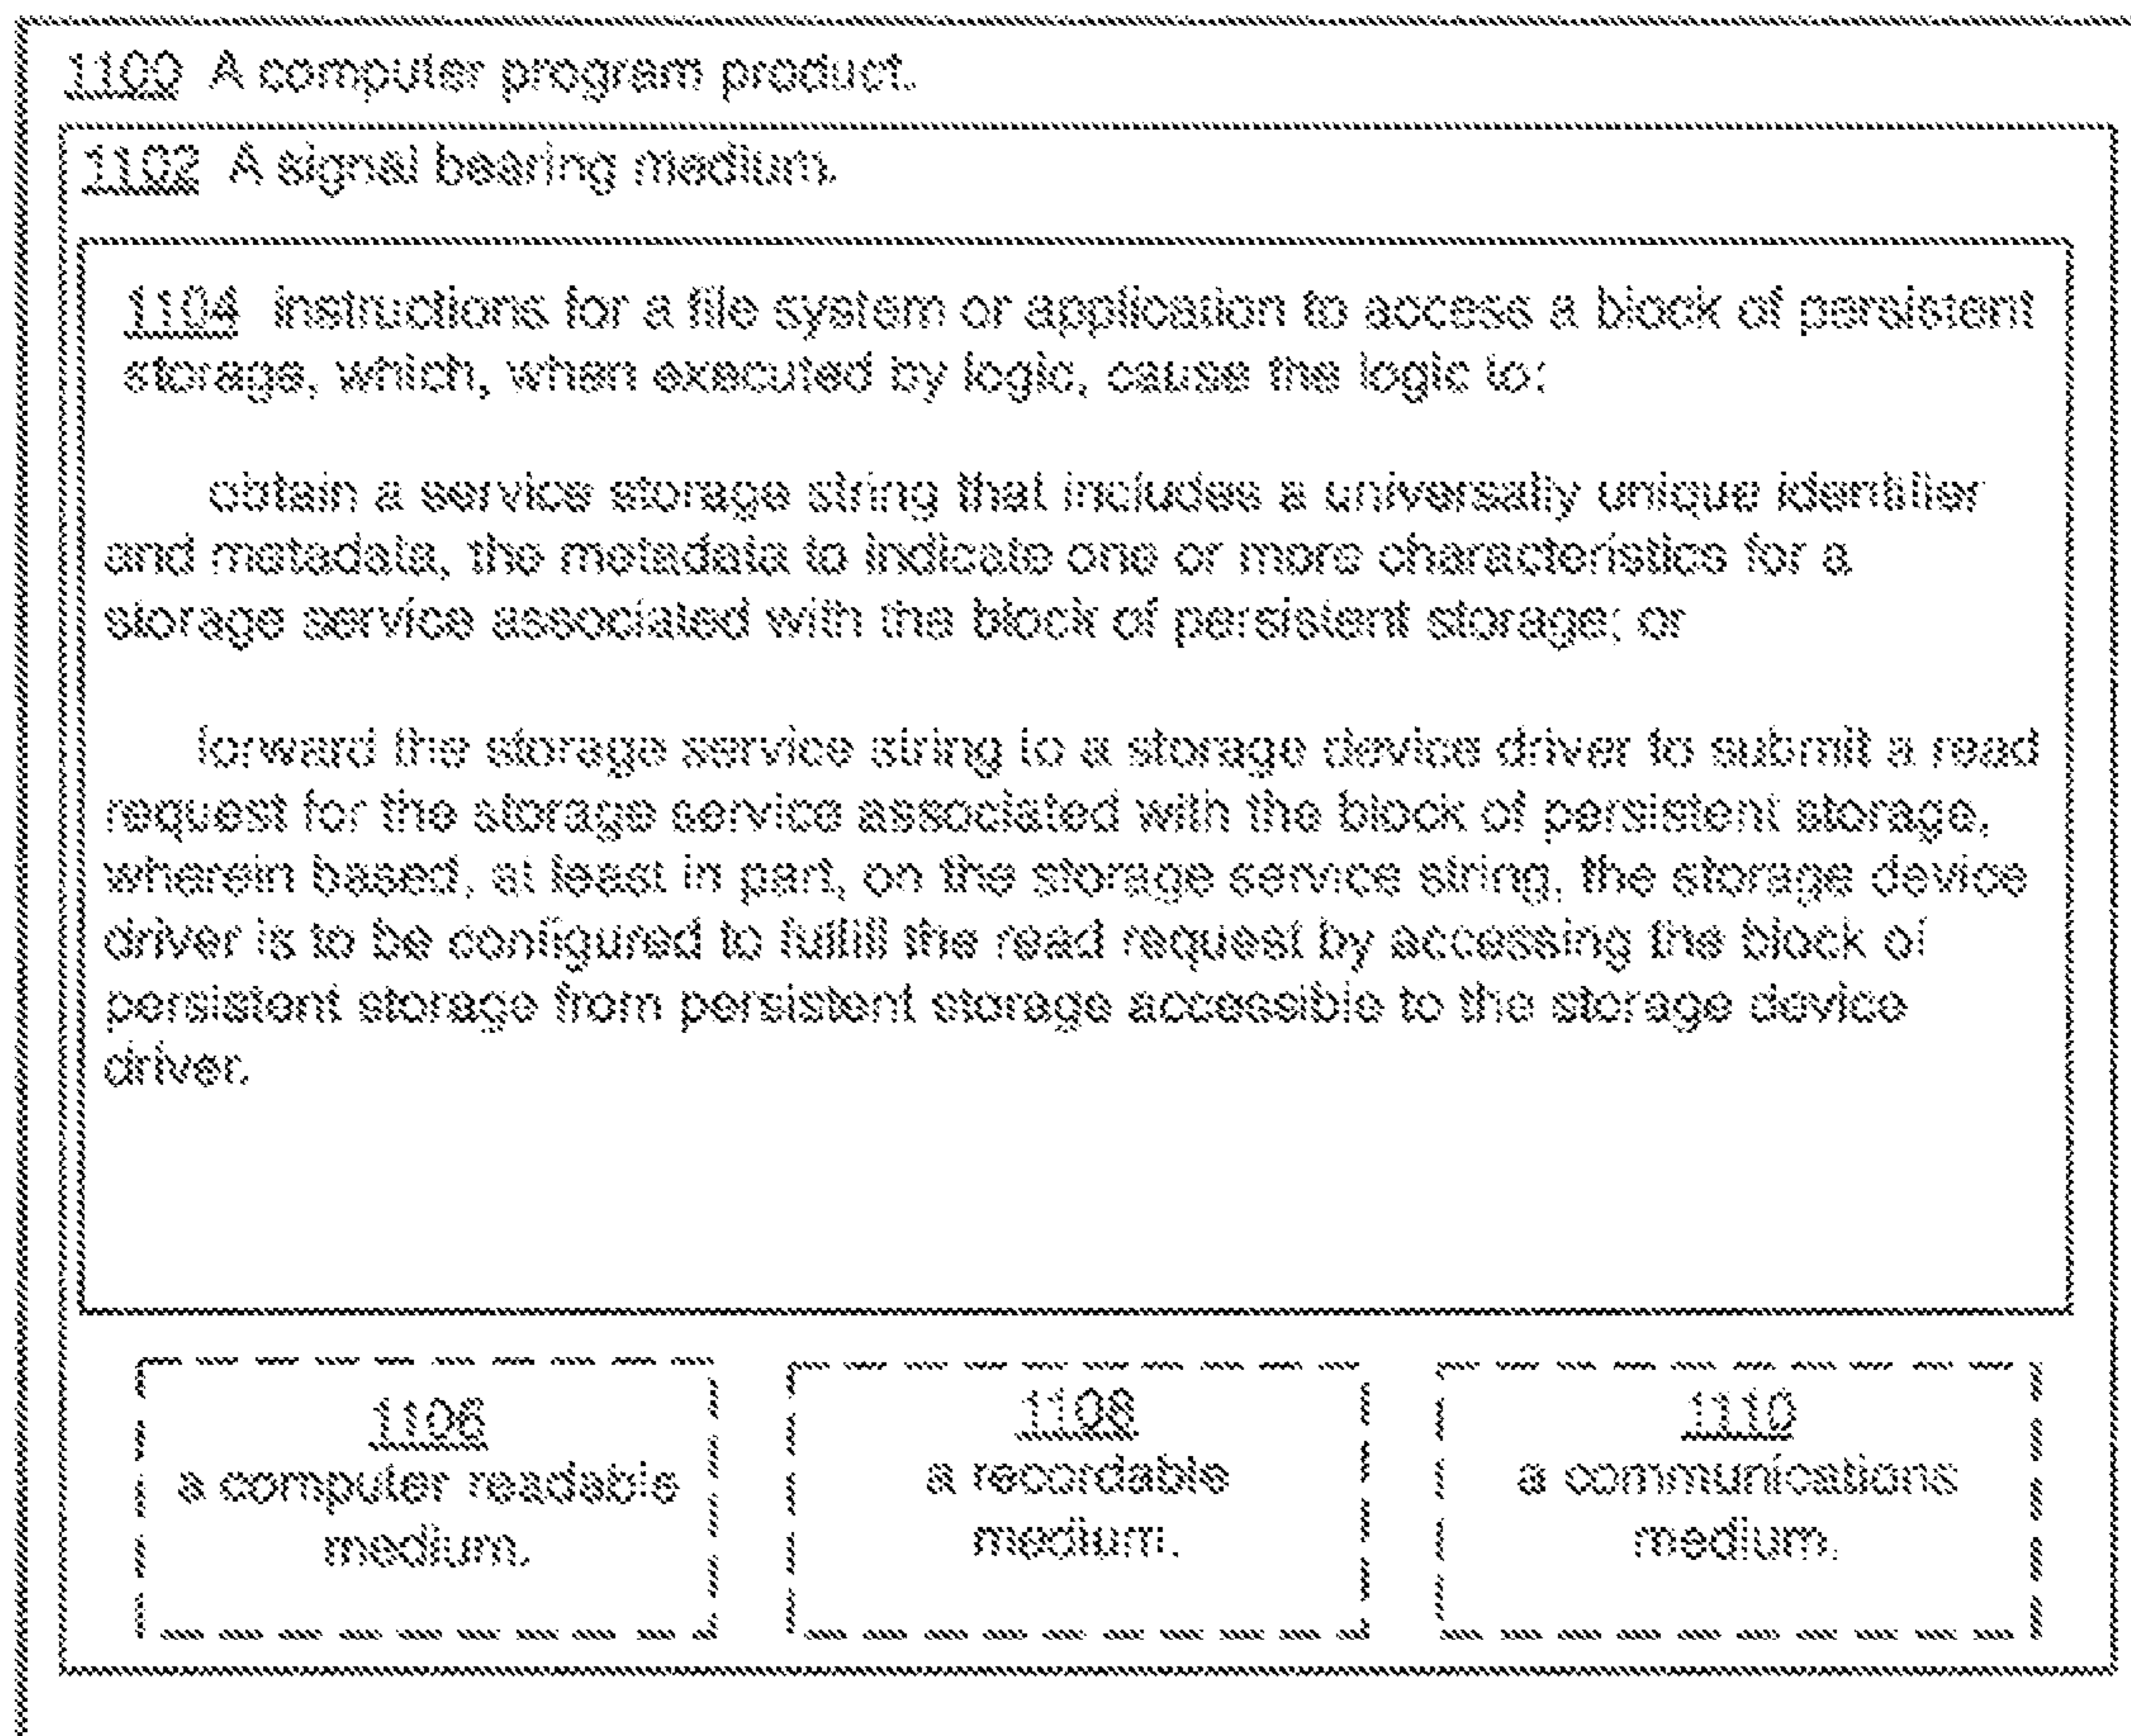 1100 A computer program product.
1102 A signal bearing medium.
1104 instructions for a file system or application to access a block of persistent
storage, which, when executed by logic, cause the logic to:
obtain a service storage string that includes a universally unique identifier
and metadata, the metadata to indicate one or more characteristics for a
storage service associated with the block of persistent storage; or
forward the storage service string to a storage device driver to submit a read
request for the storage service associated with the block of persistent storage,
wherein based, at least in part, on the storage service string, the storage device
driver is to be configured to fulfill the read request by accessing the block of
persistent storage from persistent storage accessible to the storage device
driver.
1106
a computer readable
medium.
1108
a recordable
medium.
1110
a communications
medium.